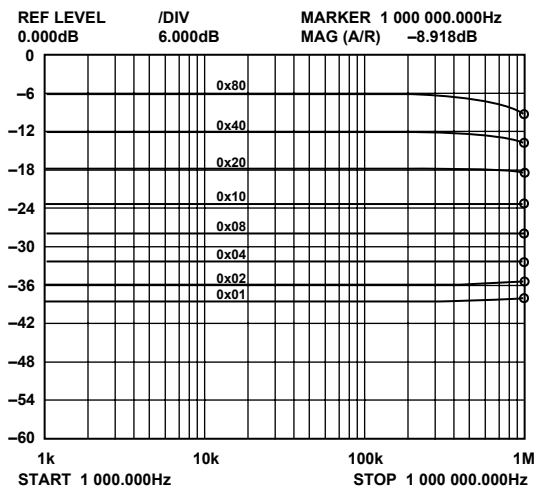 REF LEVEL /DIV MARKER 1 000 000.000Hz
0.000dB 6.000dB MAG (A/R) –8.918dB
0
–6
0x80
–12
0x40
–18
0x20
–24
0x10
–30
0x08
0x04
–36
0x02
0x01
–42
–48
–54
–60
1k 10k 100k 1M
START 1 000.000Hz STOP 1 000 000.000Hz